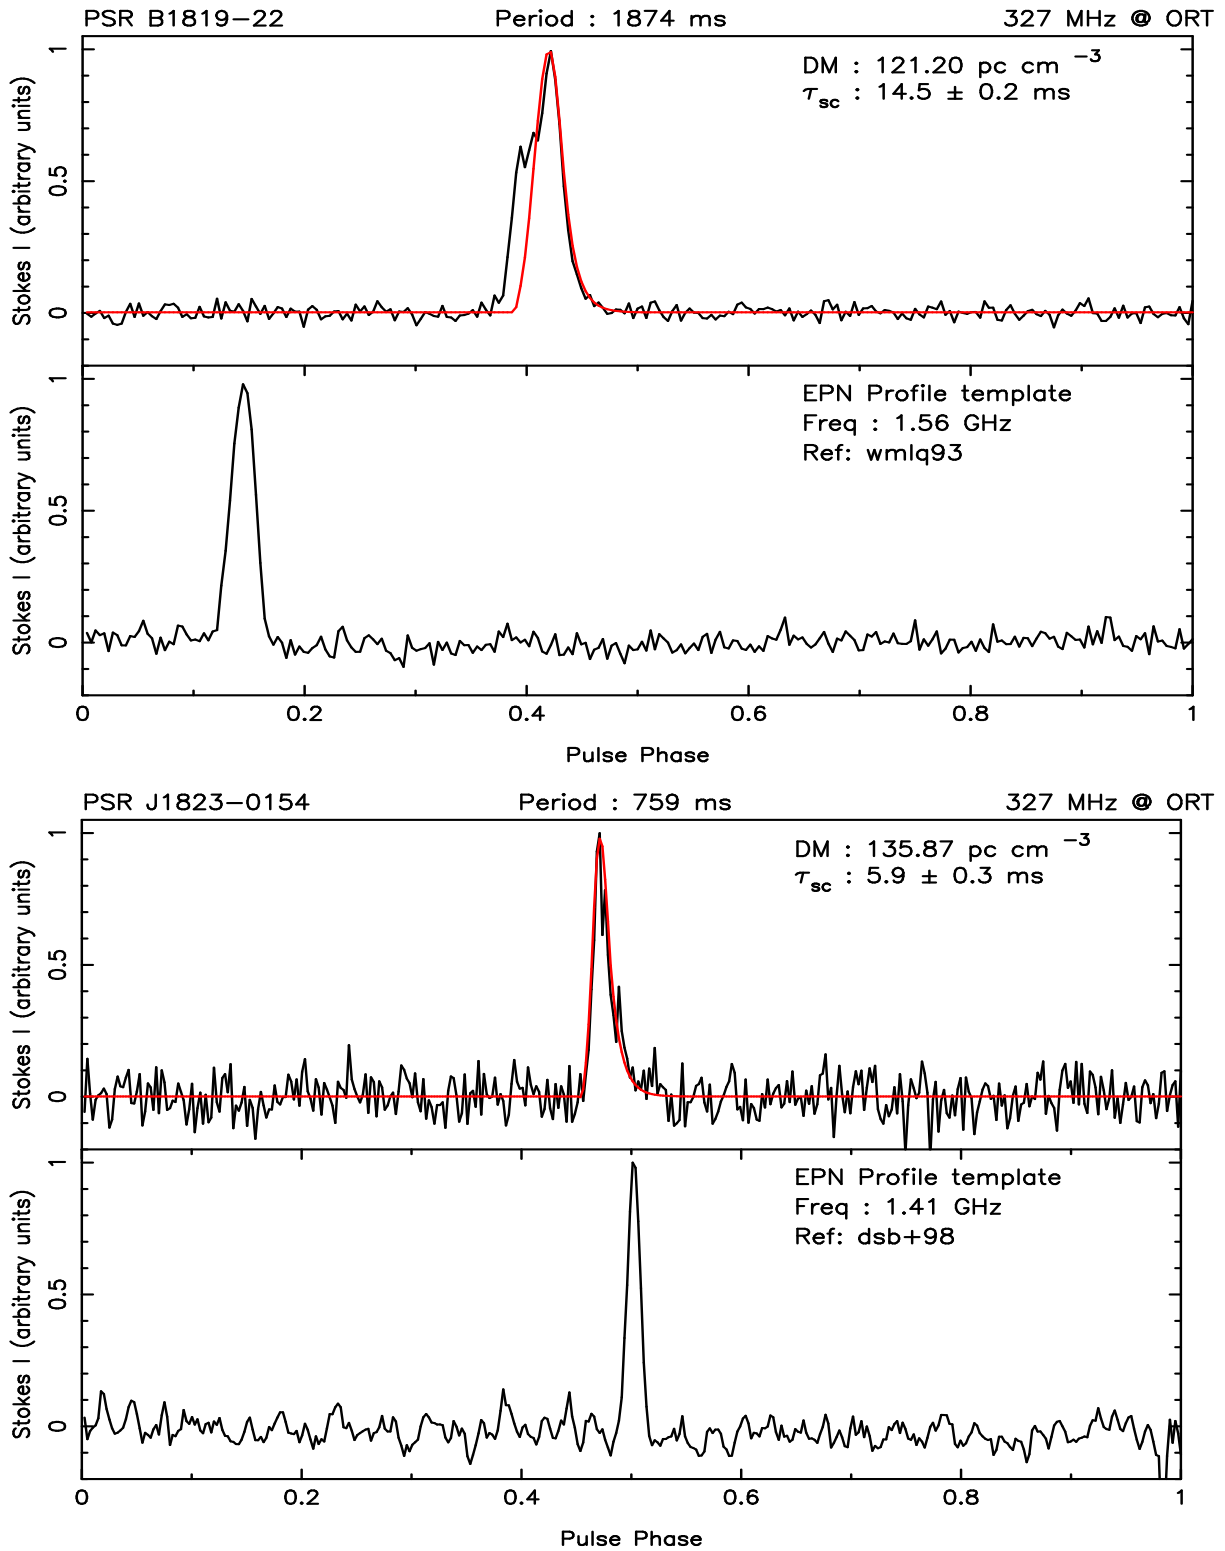 PSR B1819−22 Period : 1874 ms 327 MHz @ ORT
DM : 121.20 pc cm −3
τsc : 14.5 ± 0.2 ms
Stokes I (arbitrary units)
1
0.5
0
EPN Profile template
Freq : 1.56 GHz
Ref: wmlq93
Stokes I (arbitrary units)
1
0.5
0
0 0.2 0.4 0.6 0.8 1
Pulse Phase
PSR J1823−0154 Period : 759 ms 327 MHz @ ORT
DM : 135.87 pc cm −3
τsc : 5.9 ± 0.3 ms
Stokes I (arbitrary units)
1
0.5
0
EPN Profile template
Freq : 1.41 GHz
Ref: dsb+98
Stokes I (arbitrary units)
1
0.5
0
0 0.2 0.4 0.6 0.8 1
Pulse Phase